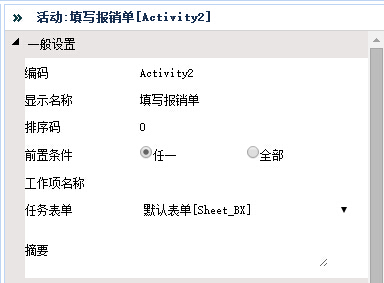 活动:填写报销单[Activity2]
一般设置
编码 Activity2
显示名称 填写报销单
排序码 0
前置条件 任一 全部
工作项名称
任务表单 默认表单[Sheet_BX]
摘要